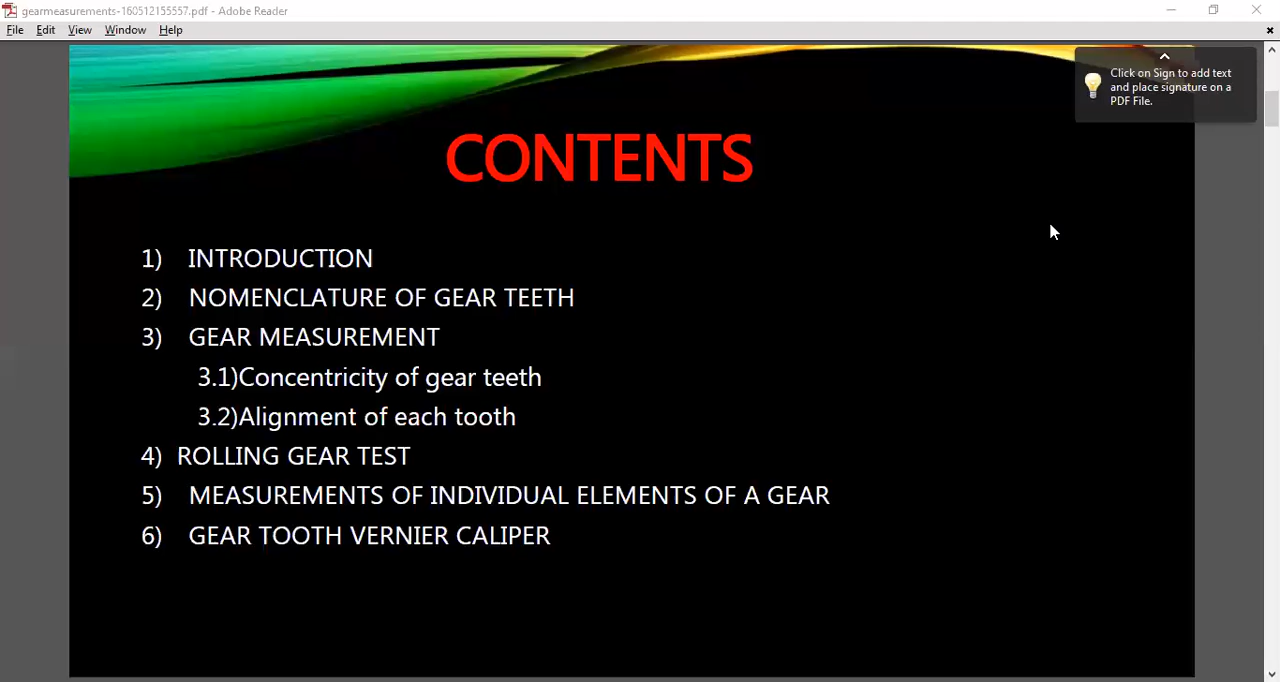 gearmeasurements-160512155557.pdf - Adobe Reader
File Edit View Window Help
Click on Sign to add text
and place signature on a
PDF File.
CONTENTS
1) INTRODUCTION
2) NOMENCLATURE OF GEAR TEETH
3) GEAR MEASUREMENT
3.1)Concentricity of gear teeth
3.2)Alignment of each tooth
4) ROLLING GEAR TEST
5) MEASUREMENTS OF INDIVIDUAL ELEMENTS OF A GEAR
6) GEAR TOOTH VERNIER CALIPER